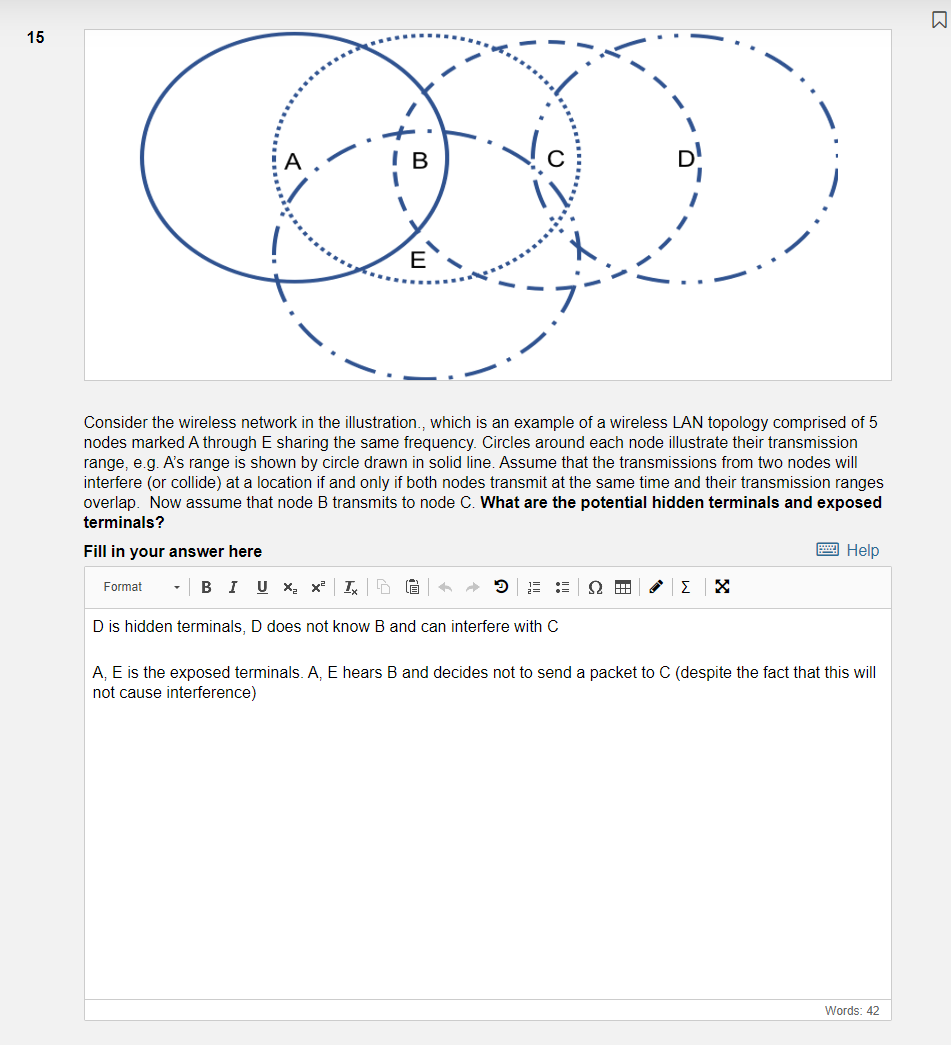 15
A B C D
E
Consider the wireless network in the illustration., which is an example of a wireless LAN topology comprised of 5
nodes marked A through E sharing the same frequency. Circles around each node illustrate their transmission
range, e.g. A's range is shown by circle drawn in solid line. Assume that the transmissions from two nodes will
interfere (or collide) at a location if and only if both nodes transmit at the same time and their transmission ranges
overlap.  Now assume that node B transmits to node C. What are the potential hidden terminals and exposed
terminals?
Fill in your answer here
Help
Format B I U x₂ x² Iₓ Ω Σ
D is hidden terminals, D does not know B and can interfere with C
A, E is the exposed terminals. A, E hears B and decides not to send a packet to C (despite the fact that this will
not cause interference)
Words: 42